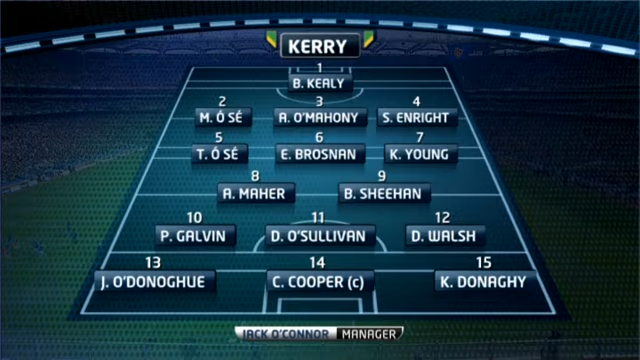 KERRY
1
B. KEALY
2 3 4
M. Ó SÉ A. O'MAHONY S. ENRIGHT
5 6 7
T. Ó SÉ E. BROSNAN K. YOUNG
8 9
A. MAHER B. SHEEHAN
10 11 12
P. GALVIN D. O'SULLIVAN D. WALSH
13 14 15
J. O'DONOGHUE C. COOPER (c) K. DONAGHY
JACK O'CONNOR MANAGER